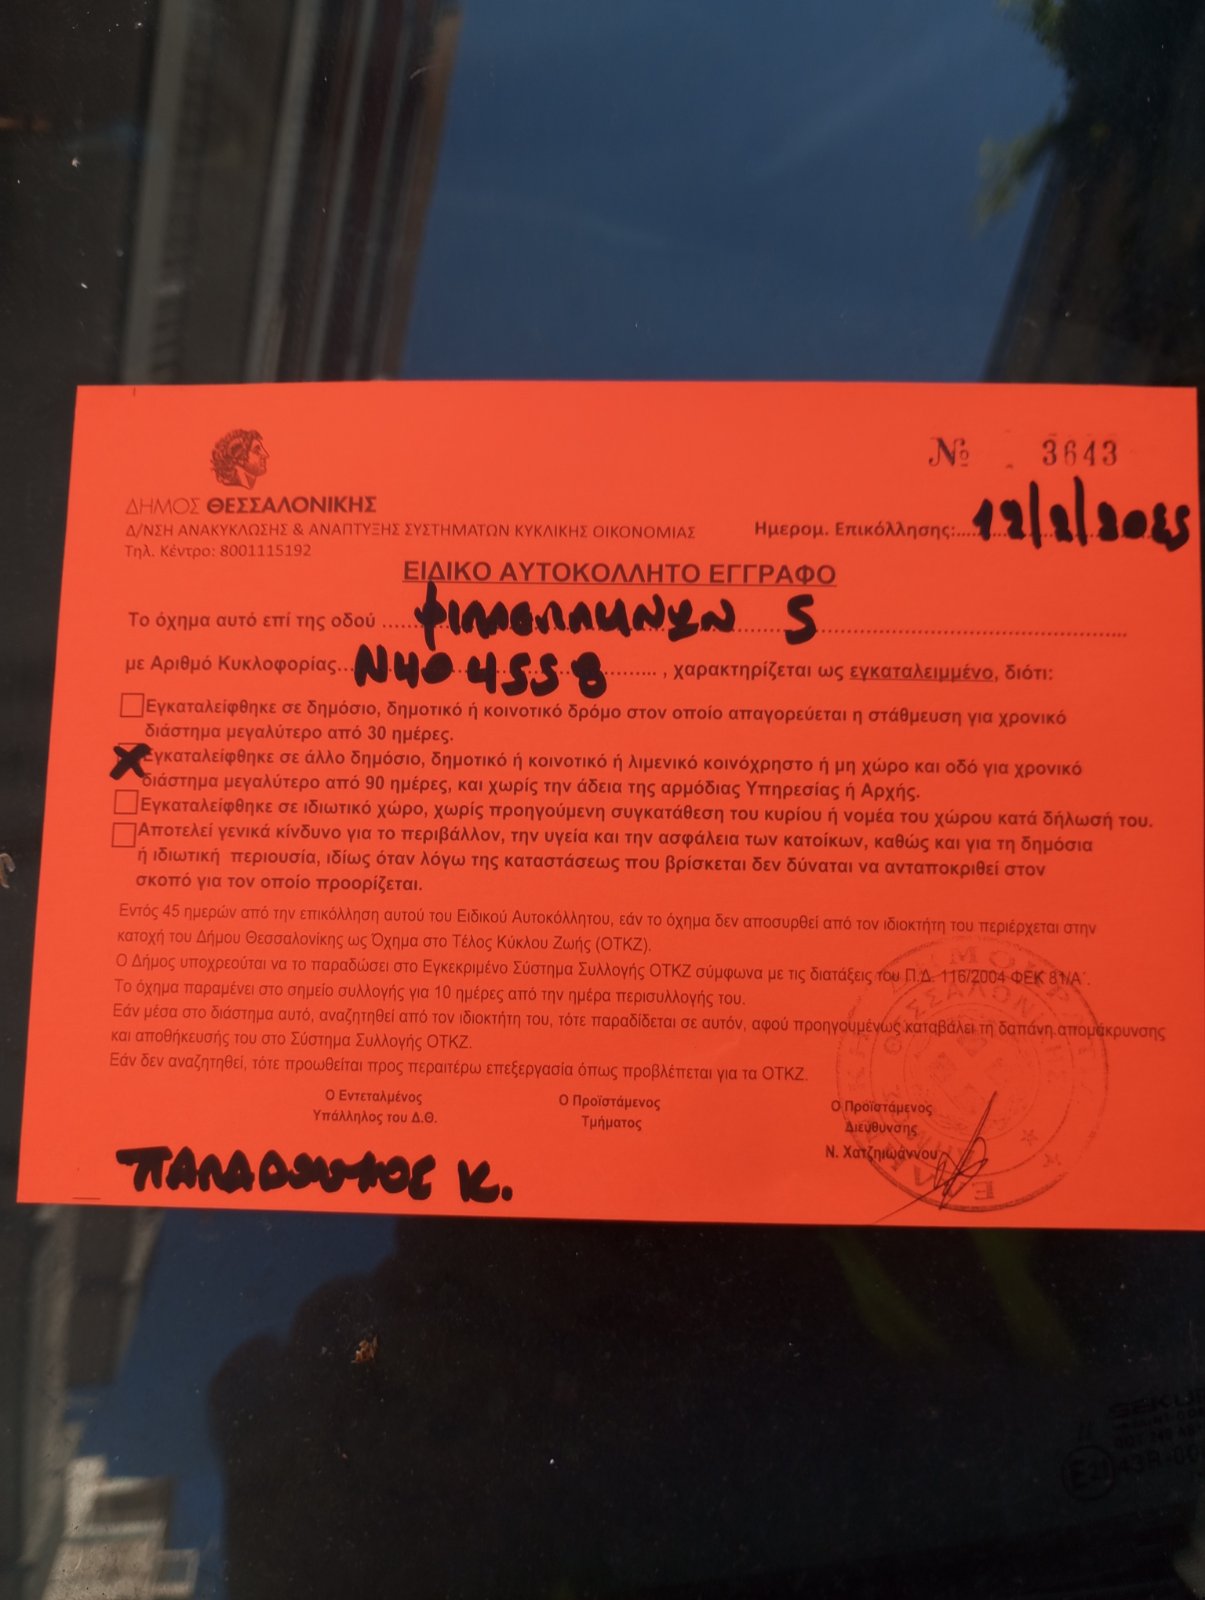 № 3643
ΔΗΜΟΣ ΘΕΣΣΑΛΟΝΙΚΗΣ
Δ/ΝΣΗ ΑΝΑΚΥΚΛΩΣΗΣ & ΑΝΑΠΤΥΞΗΣ ΣΥΣΤΗΜΑΤΩΝ ΚΥΚΛΙΚΗΣ ΟΙΚΟΝΟΜΙΑΣ
Τηλ. Κέντρο: 8001115192
Ημερομ. Επικόλλησης: 12/2/2025
ΕΙΔΙΚΟ ΑΥΤΟΚΟΛΛΗΤΟ ΕΓΓΡΑΦΟ
Το όχημα αυτό επί της οδού ΦΙΛΕΛΛΗΝΩΝ 5
με Αριθμό Κυκλοφορίας N404558, χαρακτηρίζεται ως εγκαταλειμμένο, διότι:
Εγκαταλείφθηκε σε δημόσιο, δημοτικό ή κοινοτικό δρόμο στον οποίο απαγορεύεται η στάθμευση για χρονικό
διάστημα μεγαλύτερο από 30 ημέρες.
X Εγκαταλείφθηκε σε άλλο δημόσιο, δημοτικό ή κοινοτικό ή λιμενικό κοινόχρηστο ή μη χώρο και οδό για χρονικό
διάστημα μεγαλύτερο από 90 ημέρες, και χωρίς την άδεια της αρμόδιας Υπηρεσίας ή Αρχής.
Εγκαταλείφθηκε σε ιδιωτικό χώρο, χωρίς προηγούμενη συγκατάθεση του κυρίου ή νομέα του χώρου κατά δήλωσή του.
Αποτελεί γενικά κίνδυνο για το περιβάλλον, την υγεία και την ασφάλεια των κατοίκων, καθώς και για τη δημόσια
ή ιδιωτική περιουσία, ιδίως όταν λόγω της καταστάσεως που βρίσκεται δεν δύναται να ανταποκριθεί στον
σκοπό για τον οποίο προορίζεται.
Εντός 45 ημερών από την επικόλληση αυτού του Ειδικού Αυτοκόλλητου, εάν το όχημα δεν αποσυρθεί από τον ιδιοκτήτη του περιέρχεται στην
κατοχή του Δήμου Θεσσαλονίκης ως Όχημα στο Τέλος Κύκλου Ζωής (ΟΤΚΖ).
Ο Δήμος υποχρεούται να το παραδώσει στο Εγκεκριμένο Σύστημα Συλλογής ΟΤΚΖ σύμφωνα με τις διατάξεις του Π.Δ. 116/2004 ΦΕΚ 81/Α΄.
Το όχημα παραμένει στο σημείο συλλογής για 10 ημέρες από την ημέρα περισυλλογής του.
Εάν μέσα στο διάστημα αυτό, αναζητηθεί από τον ιδιοκτήτη του, τότε παραδίδεται σε αυτόν, αφού προηγουμένως καταβάλει τη δαπάνη απομάκρυνσης
και αποθήκευσής του στο Σύστημα Συλλογής ΟΤΚΖ.
Εάν δεν αναζητηθεί, τότε προωθείται προς περαιτέρω επεξεργασία όπως προβλέπεται για τα ΟΤΚΖ.
Ο Εντεταλμένος
Υπάλληλος του Δ.Θ.
Ο Προϊστάμενος
Τμήματος
Ο Προϊστάμενος
Διεύθυνσης
Ν. Χατζηιωάννου
Κ.